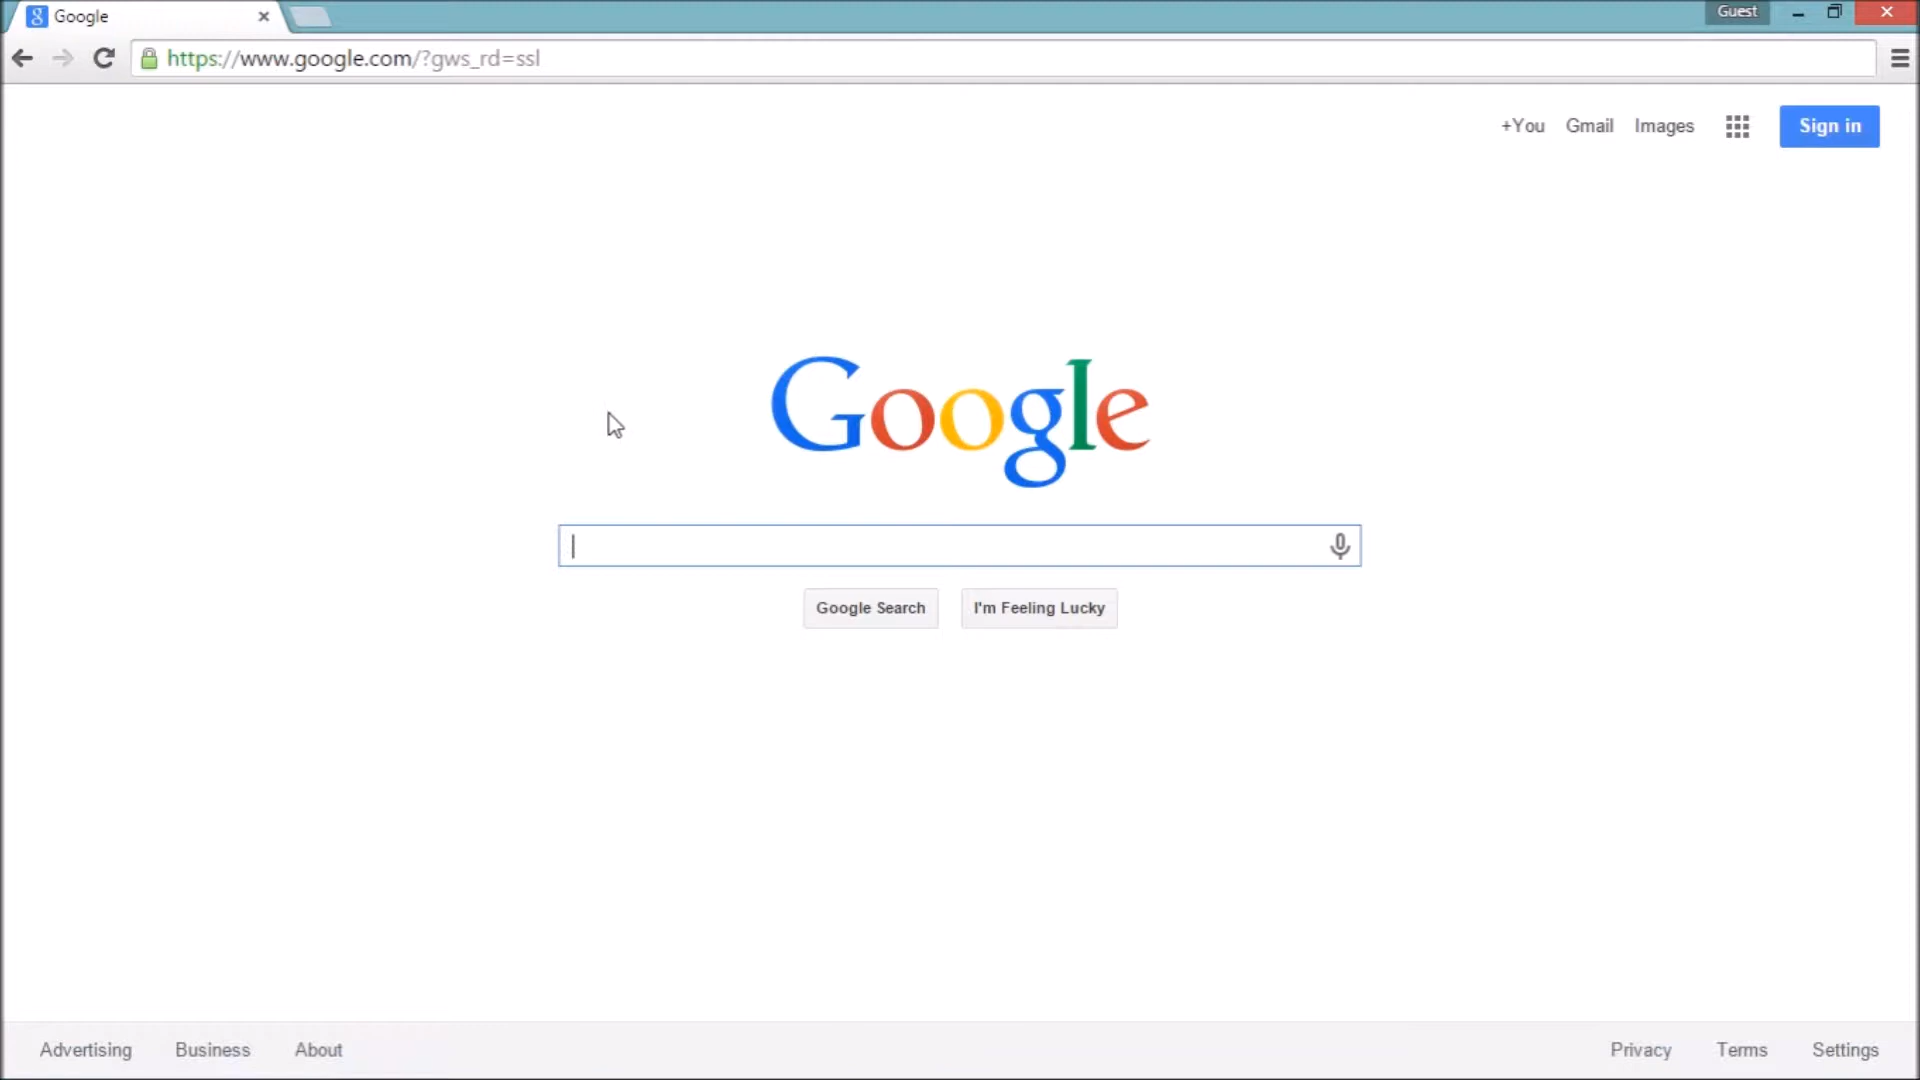 Google
Guest
https://www.google.com/?gws_rd=ssl
+You Gmail Images Sign in
Google
Google Search I'm Feeling Lucky
Advertising Business About Privacy Terms Settings